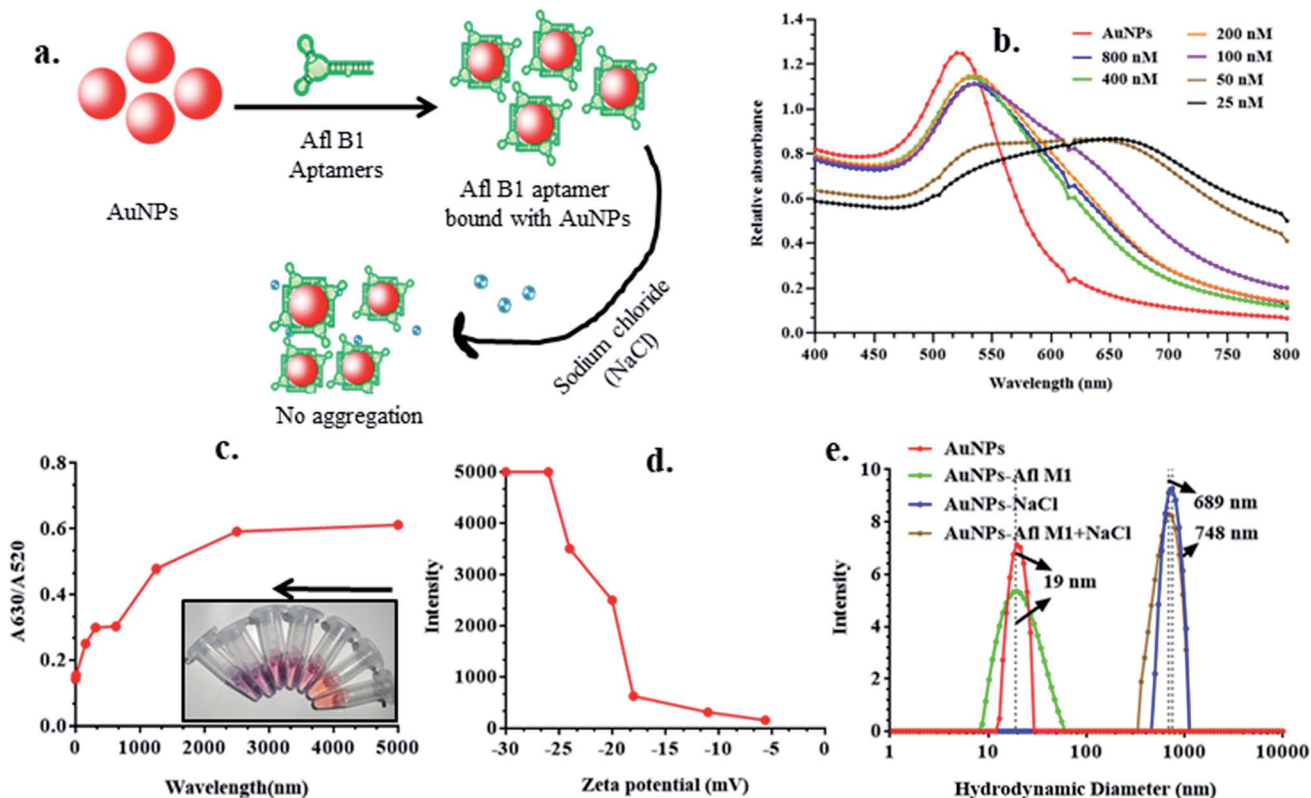 a.
AuNPs
Afl B1
Aptamers
Afl B1 aptamer
bound with AuNPs
Sodium chloride
(NaCl)
No aggregation
b.
AuNPs
800 nM
400 nM
200 nM
100 nM
50 nM
25 nM
Relative absorbance
1.4
1.2
1.0
0.8
0.6
0.4
0.2
0.0
400 450 500 550 600 650 700 750 800
Wavelength (nm)
c.
A630/A520
0.8
0.6
0.4
0.2
0.0
0 1000 2000 3000 4000 5000
Wavelength(nm)
d.
Intensity
5000
4000
3000
2000
1000
0
-30 -25 -20 -15 -10 -5 0
Zeta potential (mV)
e.
AuNPs
AuNPs-Afl M1
AuNPs-NaCl
AuNPs-Afl M1+NaCl
689 nm
748 nm
19 nm
Intensity
10
8
6
4
2
0
1 10 100 1000 10000
Hydrodynamic Diameter (nm)